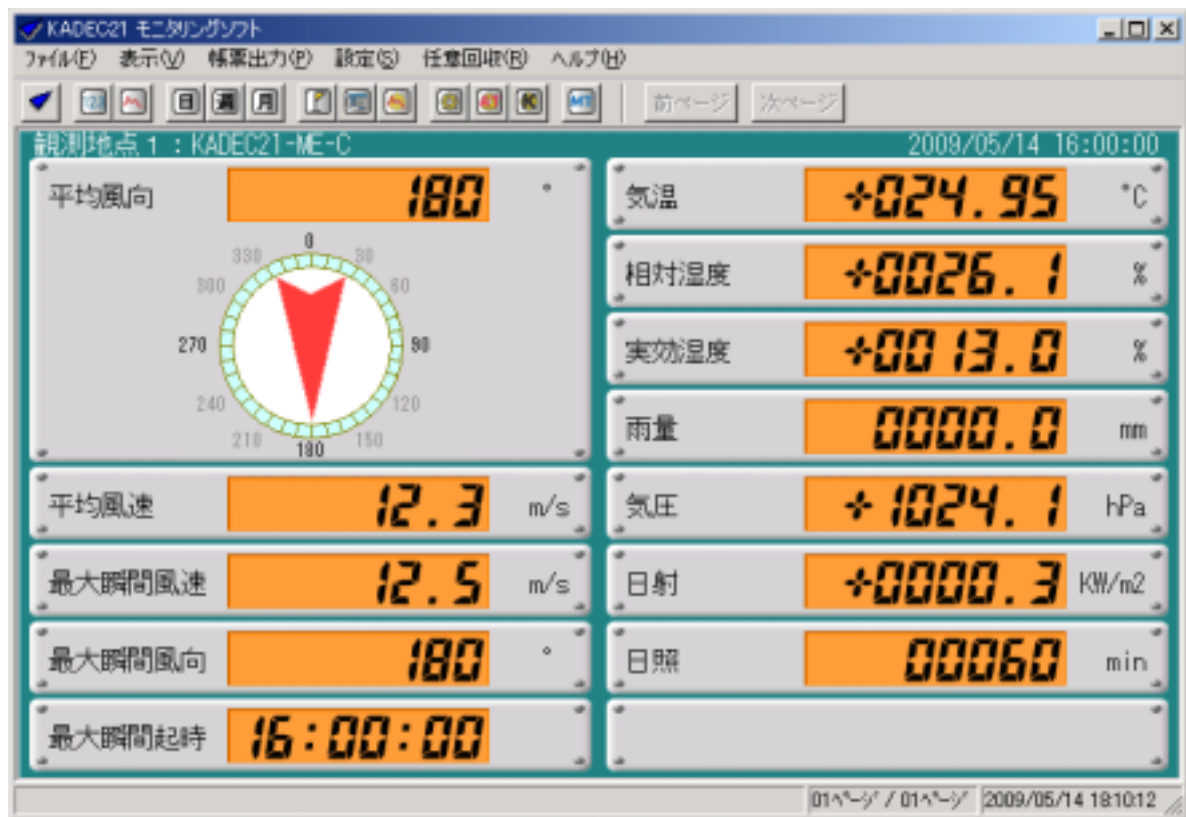 KADEC21 モニタリングソフト
ファイル(F) 表示(V) 帳票出力(P) 設定(S) 任意回収(R) ヘルプ(H)
123 日 週 月 K MT 前ページ 次ページ
観測地点 1 : KADEC21-ME-C 2009/05/14 16:00:00
平均風向 180 °
0
330 30
300 60
270 90
240 120
210 150
180
平均風速 12.3 m/s
最大瞬間風速 12.5 m/s
最大瞬間風向 180 °
最大瞬間起時 16:00:00
気温 +024.95 °C
相対湿度 +0026.1 %
実効湿度 +0013.0 %
雨量 0000.0 mm
気圧 +1024.1 hPa
日射 +0000.3 KW/m2
日照 00060 min
01ページ / 01ページ 2009/05/14 18:10:12